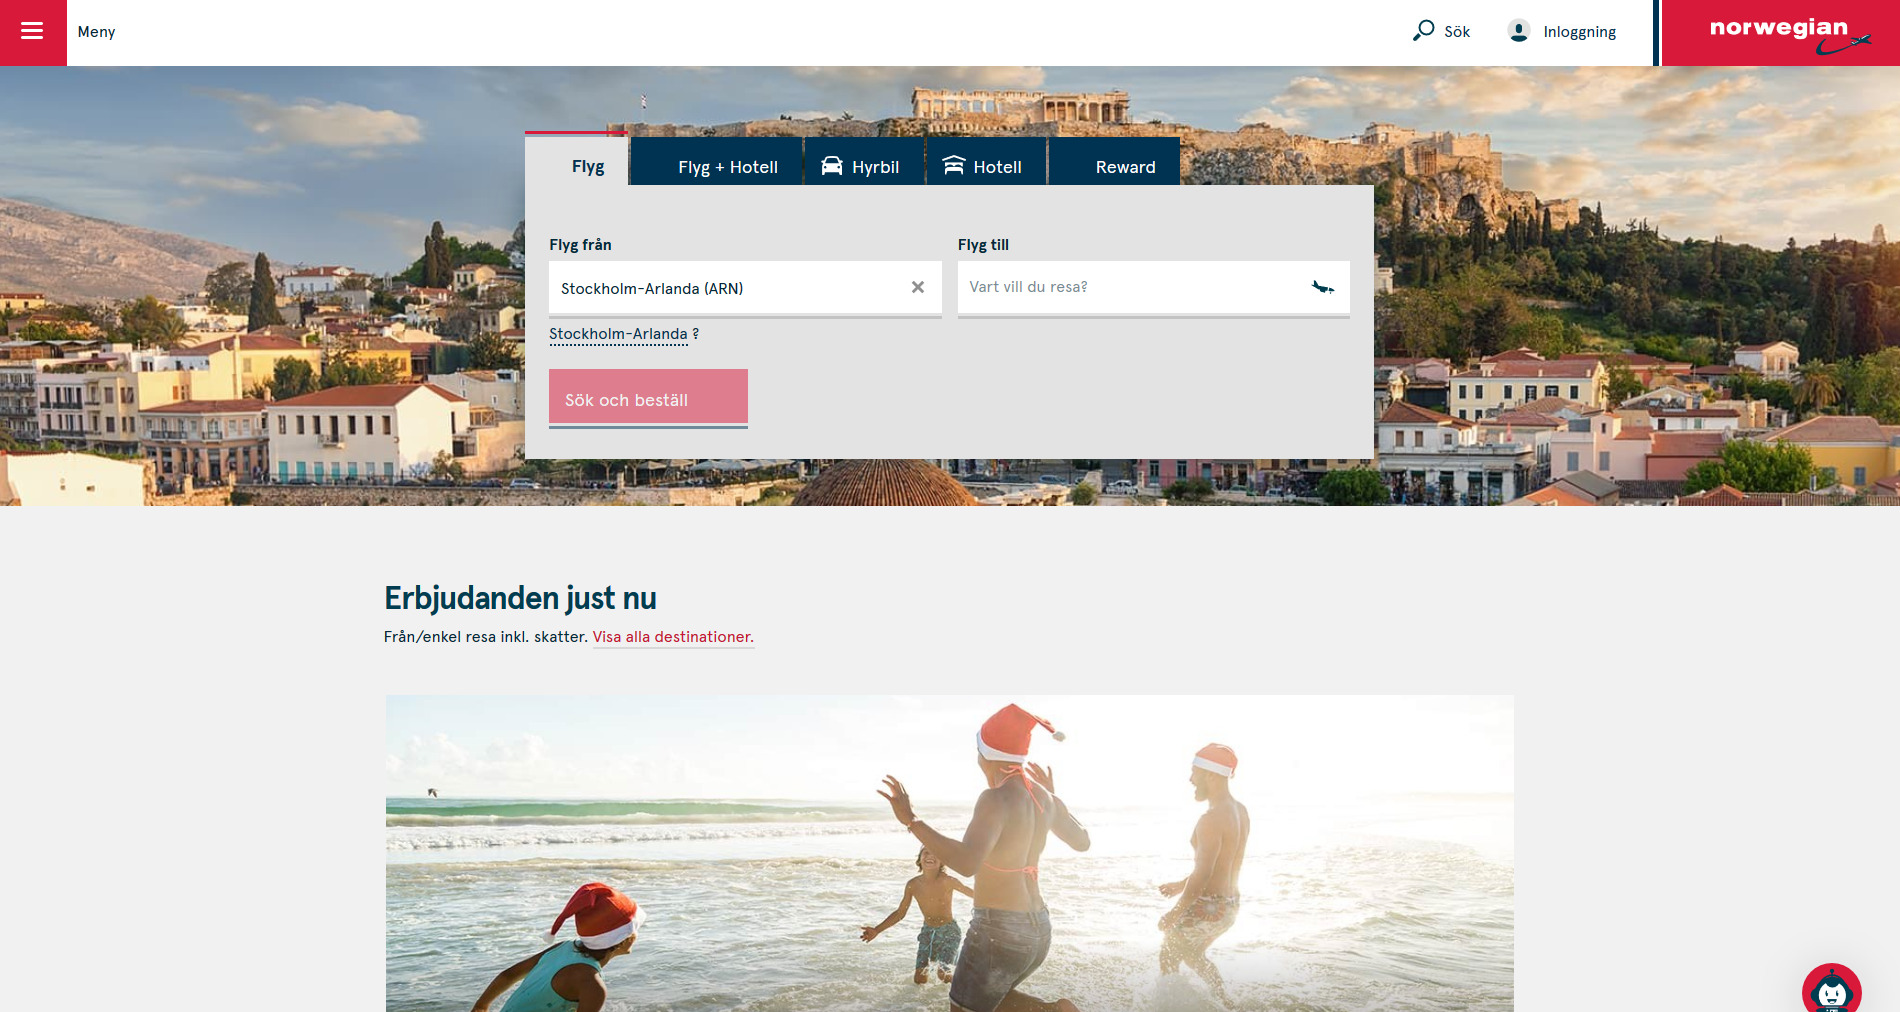 Meny
Sök
Inloggning
norwegian
Flyg
Flyg + Hotell
Hyrbil
Hotell
Reward
Flyg från
Flyg till
Stockholm-Arlanda (ARN)
Vart vill du resa?
Stockholm-Arlanda ?
Sök och beställ
Erbjudanden just nu
Från/enkel resa inkl. skatter. Visa alla destinationer.